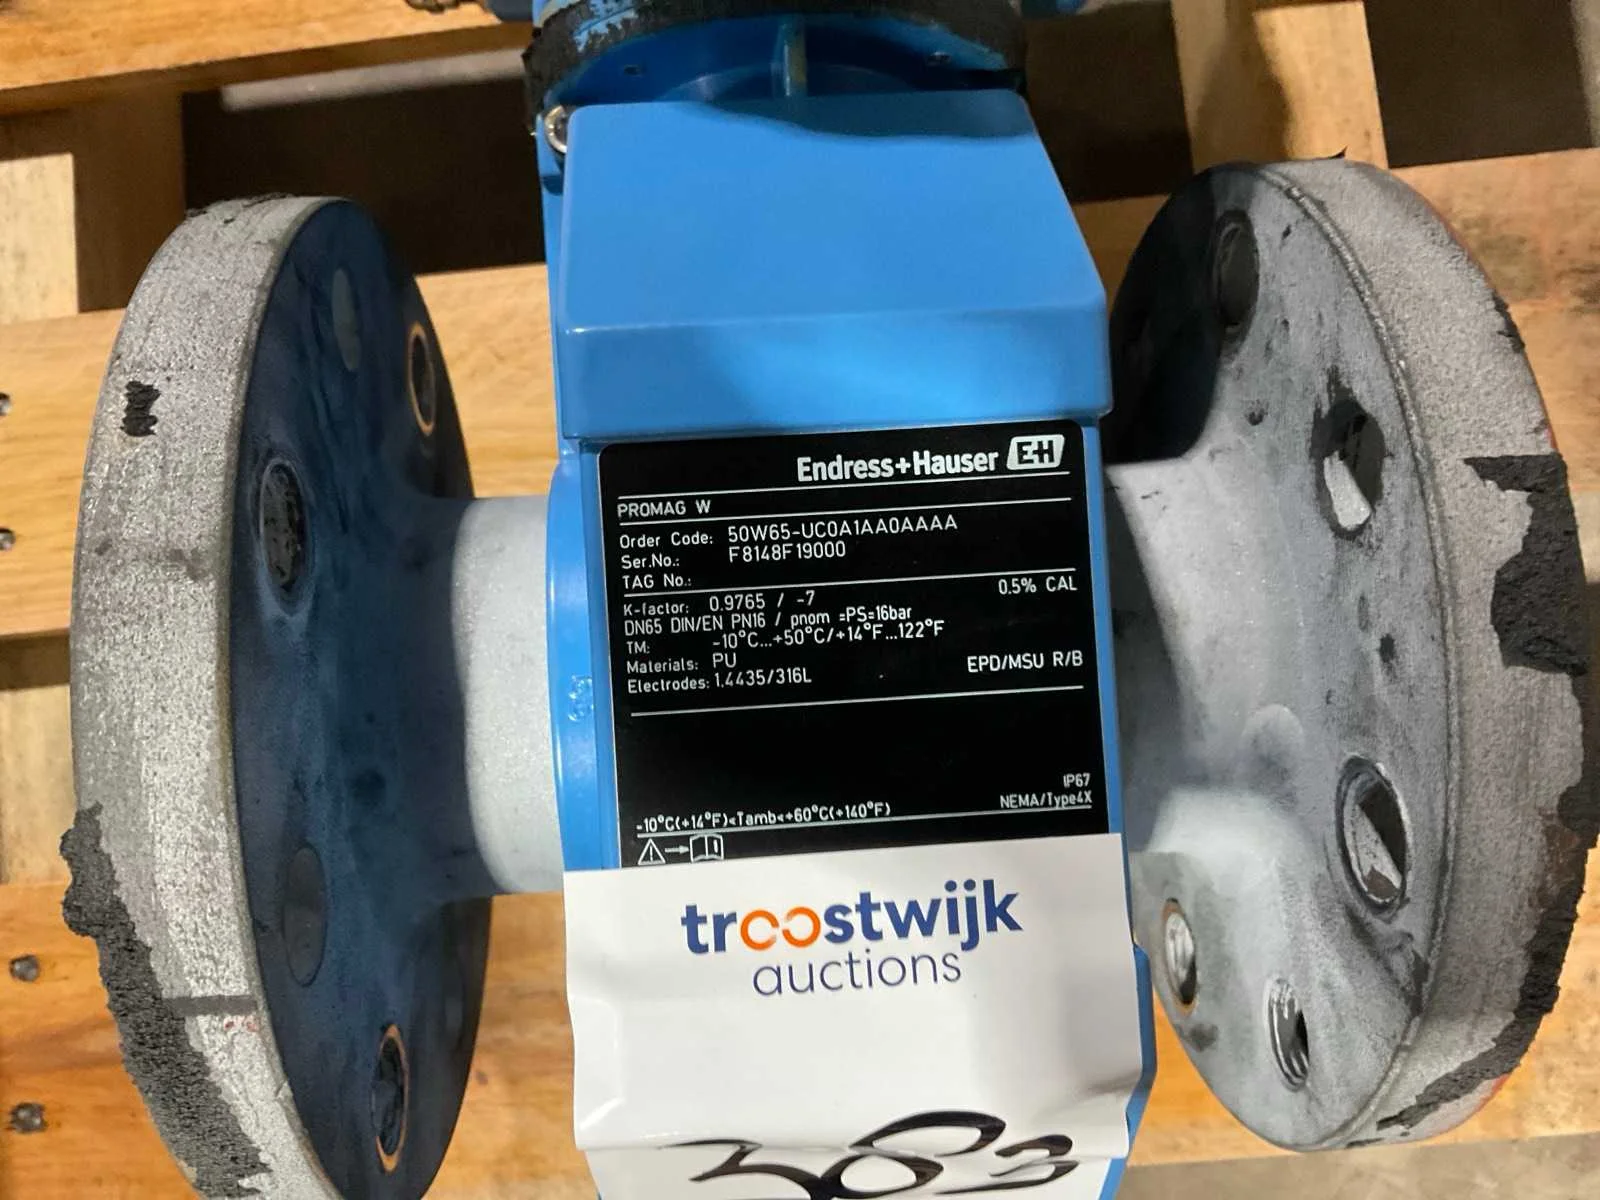 Endress+Hauser E+H
PROMAG W
Order Code: 50W65-UC0A1AA0AAAA
Ser.No.: F8148F19000
TAG No.:
K-factor: 0.9765 / -7 0.5% CAL
DN65 DIN/EN PN16 / pnom =PS=16bar
TM: -10°C...+50°C/+14°F...122°F
Materials: PU
Electrodes: 1.4435/316L EPD/MSU R/B
IP67
-10°C(+14°F)<Tamb<+60°C(+140°F) NEMA/Type4X
troostwijk
auctions
383